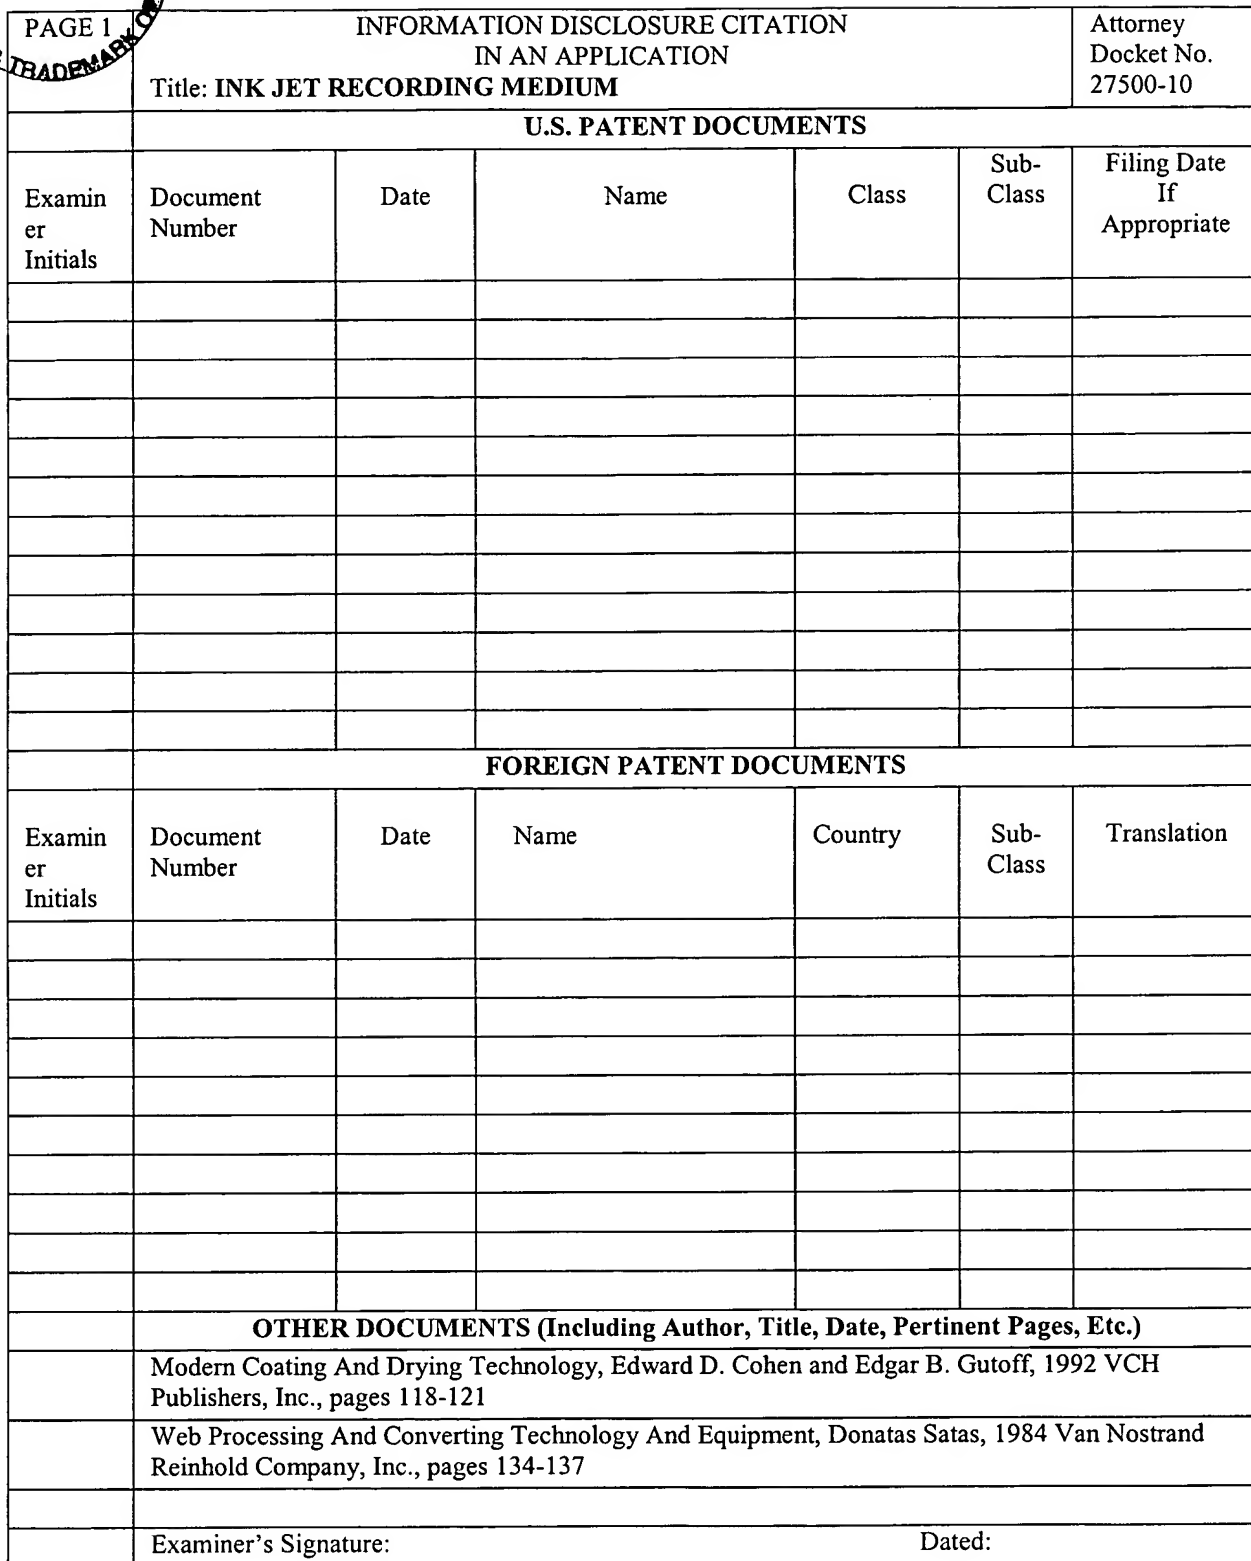 PAGE 1
TRADEMARK
INFORMATION DISCLOSURE CITATION
IN AN APPLICATION
Title: INK JET RECORDING MEDIUM
Attorney
Docket No.
27500-10
U.S. PATENT DOCUMENTS
Examin
er
Initials
Document
Number
Date
Name
Class
Sub-
Class
Filing Date
If
Appropriate
FOREIGN PATENT DOCUMENTS
Examin
er
Initials
Document
Number
Date
Name
Country
Sub-
Class
Translation
OTHER DOCUMENTS (Including Author, Title, Date, Pertinent Pages, Etc.)
Modern Coating And Drying Technology, Edward D. Cohen and Edgar B. Gutoff, 1992 VCH
Publishers, Inc., pages 118-121
Web Processing And Converting Technology And Equipment, Donatas Satas, 1984 Van Nostrand
Reinhold Company, Inc., pages 134-137
Examiner's Signature: Dated: